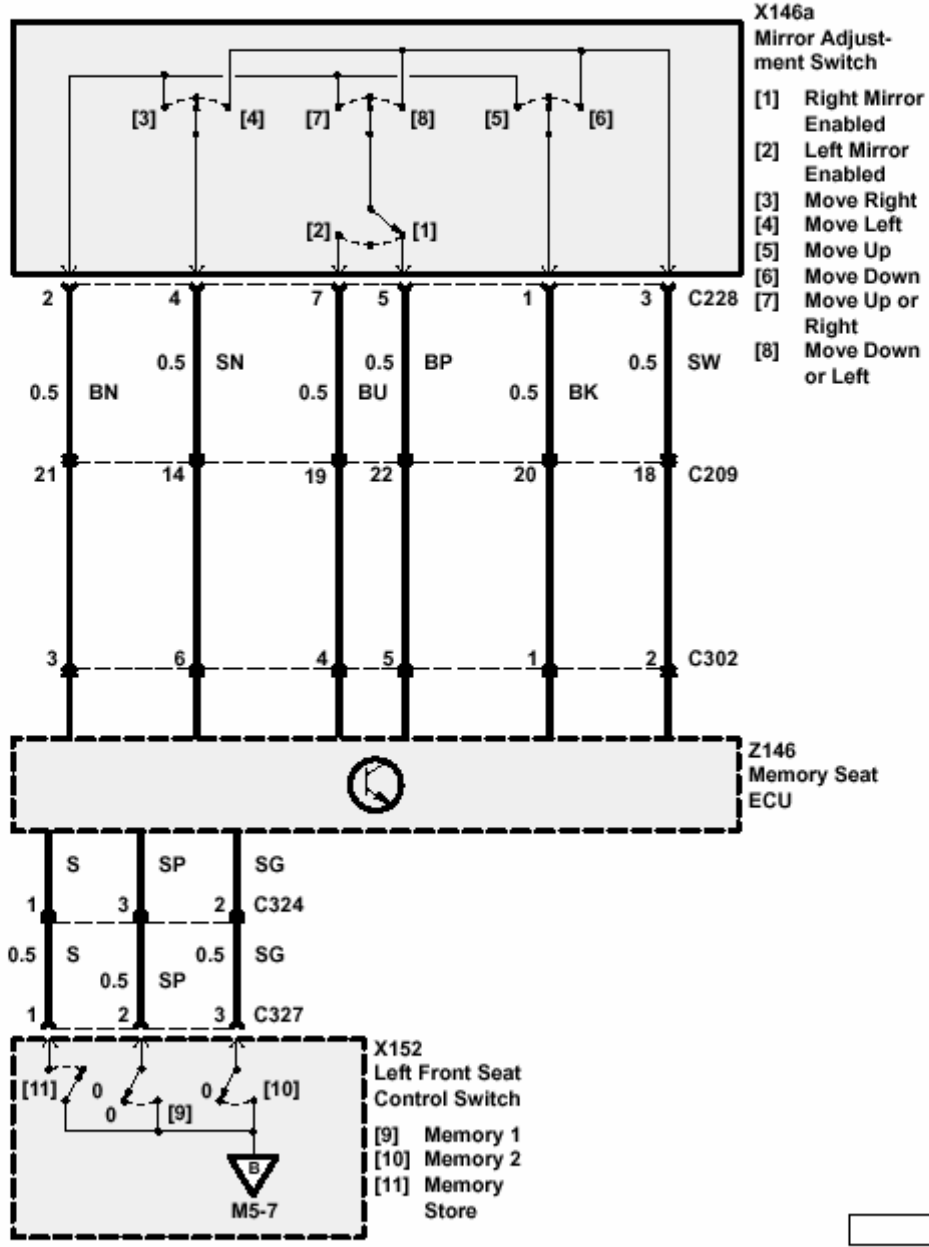 X146a
Mirror Adjust-
ment Switch
[1] Right Mirror
Enabled
[2] Left Mirror
Enabled
[3] Move Right
[4] Move Left
[5] Move Up
[6] Move Down
[7] Move Up or
Right
[8] Move Down
or Left
[3] [4] [7] [8] [5] [6]
[2] [1]
2 4 7 5 1 3 C228
0.5 SN 0.5 BP 0.5 SW
0.5 BN 0.5 BU 0.5 BK
21 14 19 22 20 18 C209
3 6 4 5 1 2 C302
Z146
Memory Seat
ECU
S SP SG
1 3 2 C324
0.5 S 0.5 SG
0.5 SP
1 2 3 C327
X152
Left Front Seat
Control Switch
[11] 0 0 [10]
0 [9]
[9] Memory 1
[10] Memory 2
[11] Memory
Store
B
M5-7